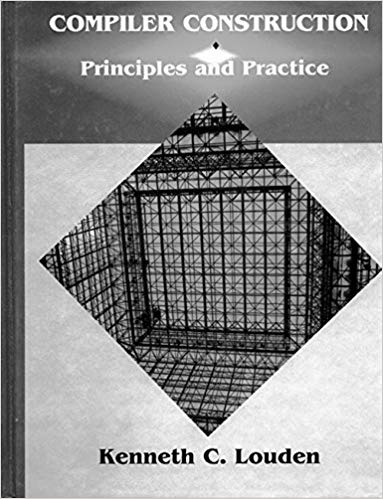 COMPILER CONSTRUCTION
Principles and Practice
Kenneth C. Louden